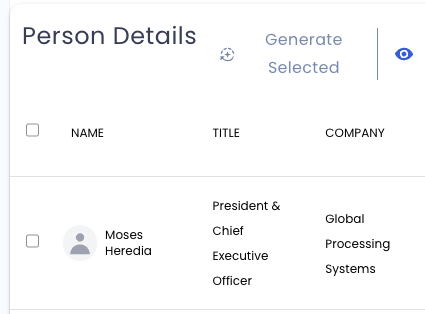 Person Details
Generate
Selected
NAME TITLE COMPANY
Moses
Heredia
President &
Chief
Executive
Officer
Global
Processing
Systems